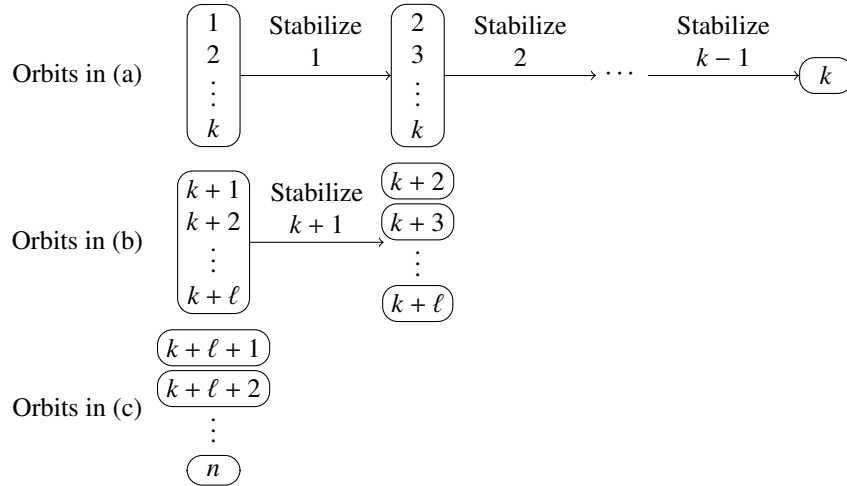 Orbits in (a)
1
2
⋮
k
Stabilize
1
2
3
⋮
k
Stabilize
2
⋯
Stabilize
k − 1
k
Orbits in (b)
k + 1
k + 2
⋮
k + ℓ
Stabilize
k + 1
k + 2
k + 3
⋮
k + ℓ
Orbits in (c)
k + ℓ + 1
k + ℓ + 2
⋮
n